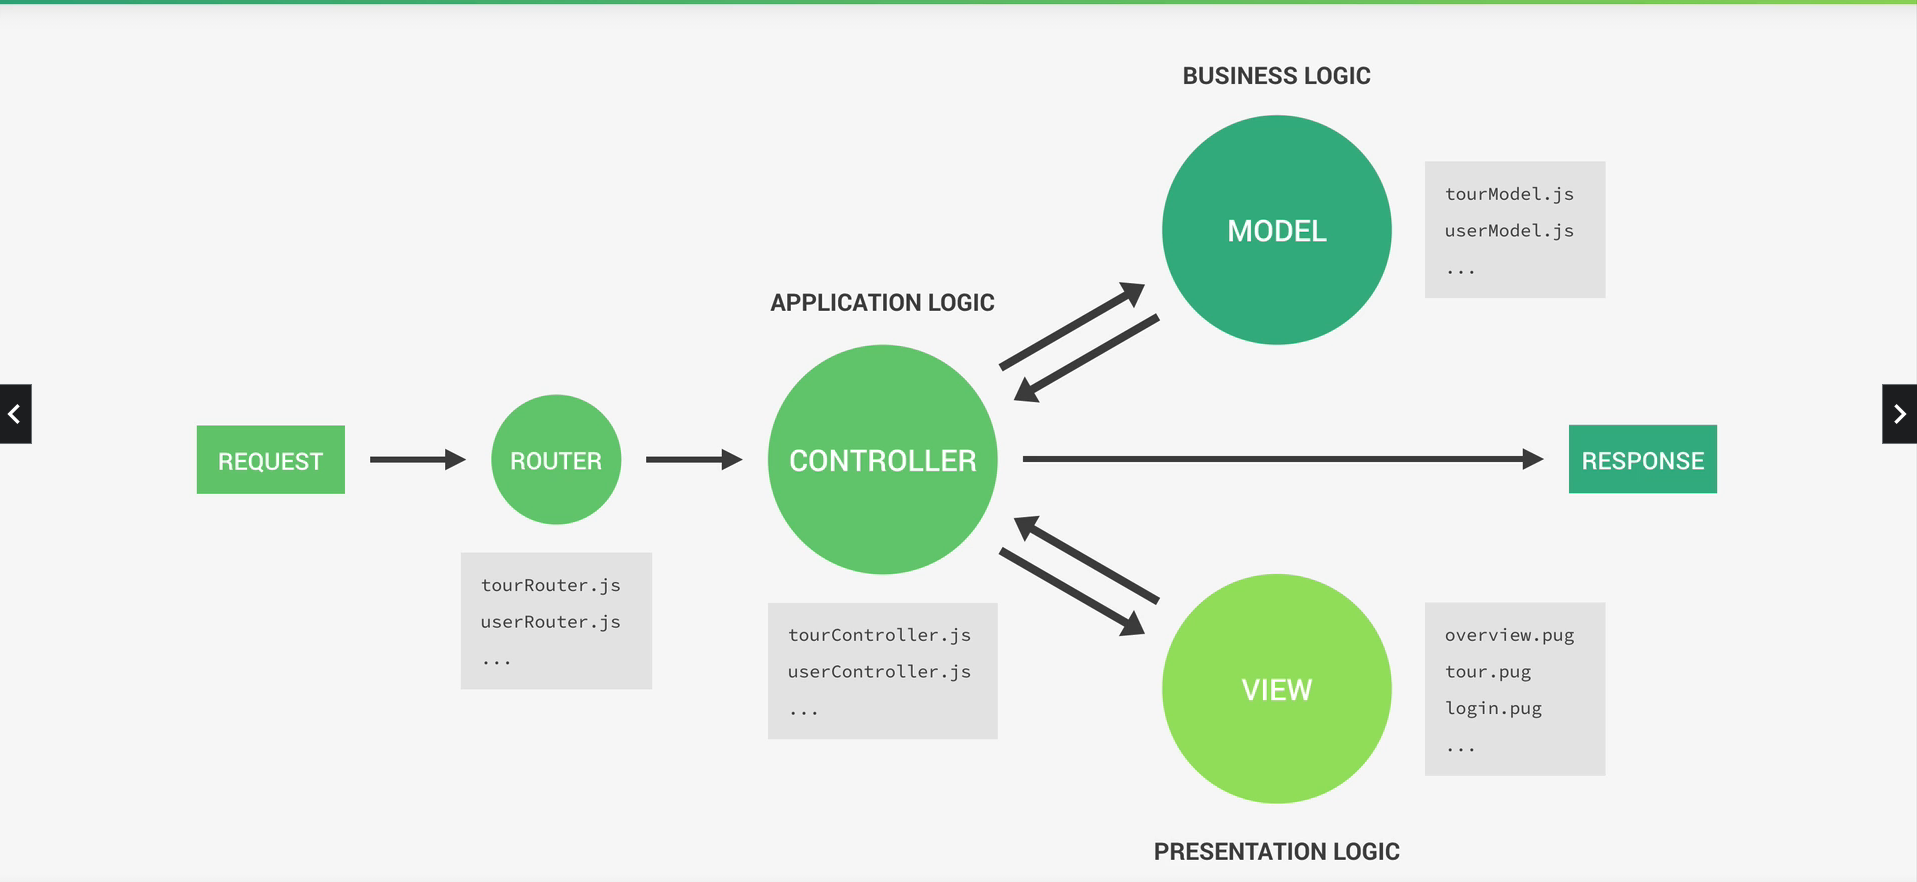 BUSINESS LOGIC
MODEL
tourModel.js
userModel.js
...
APPLICATION LOGIC
REQUEST
ROUTER
CONTROLLER
RESPONSE
tourRouter.js
userRouter.js
...
tourController.js
userController.js
...
VIEW
overview.pug
tour.pug
login.pug
...
PRESENTATION LOGIC